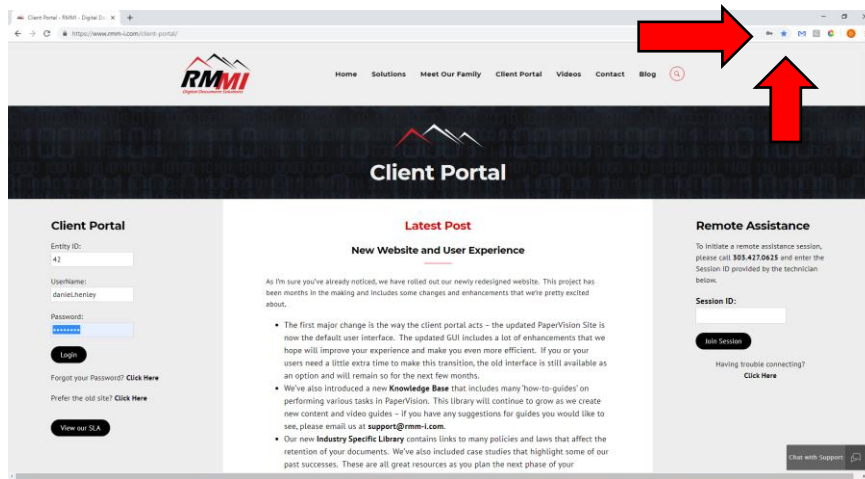 Client Portal - RMMI - Digital Do
https://www.rmm-i.com/client-portal/
RMMI
Digital Document Solutions
Home Solutions Meet Our Family Client Portal Videos Contact Blog
Client Portal
Client Portal
Entity ID:
42
UserName:
daniel.henley
Password:
Login
Forgot your Password? Click Here
Prefer the old site? Click Here
View our SLA
Latest Post
New Website and User Experience
As I'm sure you've already noticed, we have rolled out our newly redesigned website. This project has
been months in the making and includes some changes and enhancements that we're pretty excited
about.
• The first major change is the way the client portal acts – the updated PaperVision Site is
now the default user interface. The updated GUI includes a lot of enhancements that we
hope will improve your experience and make you even more efficient. If you or your
users need a little extra time to make this transition, the old interface is still available as
an option and will remain so for the next few months.
• We've also introduced a new Knowledge Base that includes many 'how-to-guides' on
performing various tasks in PaperVision. This library will continue to grow as we create
new content and video guides – if you have any suggestions for guides you would like to
see, please email us at support@rmm-i.com.
• Our new Industry Specific Library contains links to many policies and laws that affect the
retention of your documents. We've also included case studies that highlight some of our
past successes. These are all great resources as you plan the next phase of your
Remote Assistance
To initiate a remote assistance session,
please call 303.427.0625 and enter the
Session ID provided by the technician
below.
Session ID:
Join Session
Having trouble connecting?
Click Here
Chat with Support